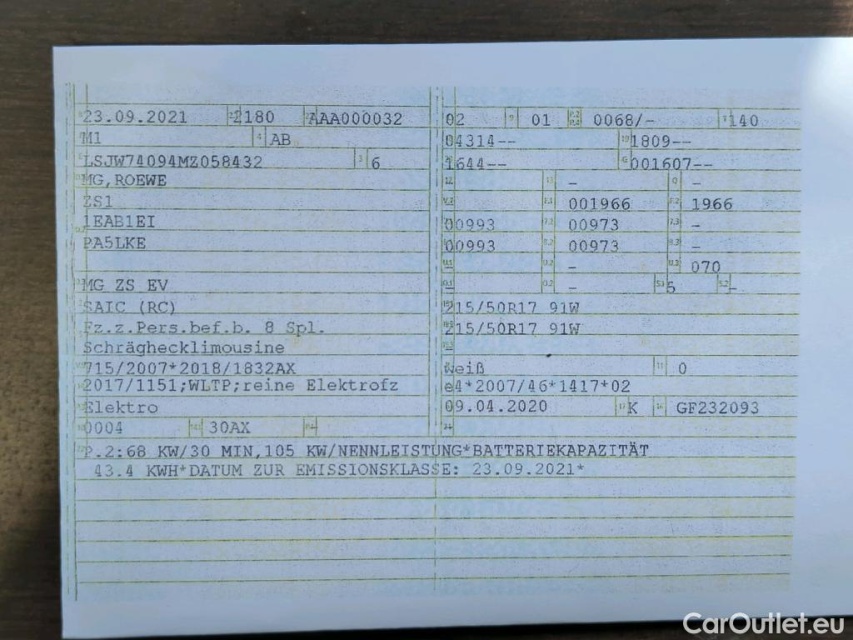 23.09.2021 2180 AAA000032 02 01 0068/- 140
M1 AB 04314-- 1809--
LSJW74094MZ058432 6 1644-- 001607--
MG,ROEWE - -
ZS1 001966 1966
1EAB1EI 00993 00973 -
PA5LKE 00993 00973 -
- 070
MG ZS EV - - 5 -
SAIC (RC) 215/50R17 91W
Fz.z.Pers.bef.b. 8 Spl. 215/50R17 91W
Schräghecklimousine
715/2007*2018/1832AX weiß 0
2017/1151;WLTP;reine Elektrofz e4*2007/46*1417*02
Elektro 09.04.2020 K GF232093
0004 30AX
P.2:68 KW/30 MIN,105 KW/NENNLEISTUNG*BATTERIEKAPAZITÄT
43.4 KWH*DATUM ZUR EMISSIONSKLASSE: 23.09.2021*
CarOutlet.eu